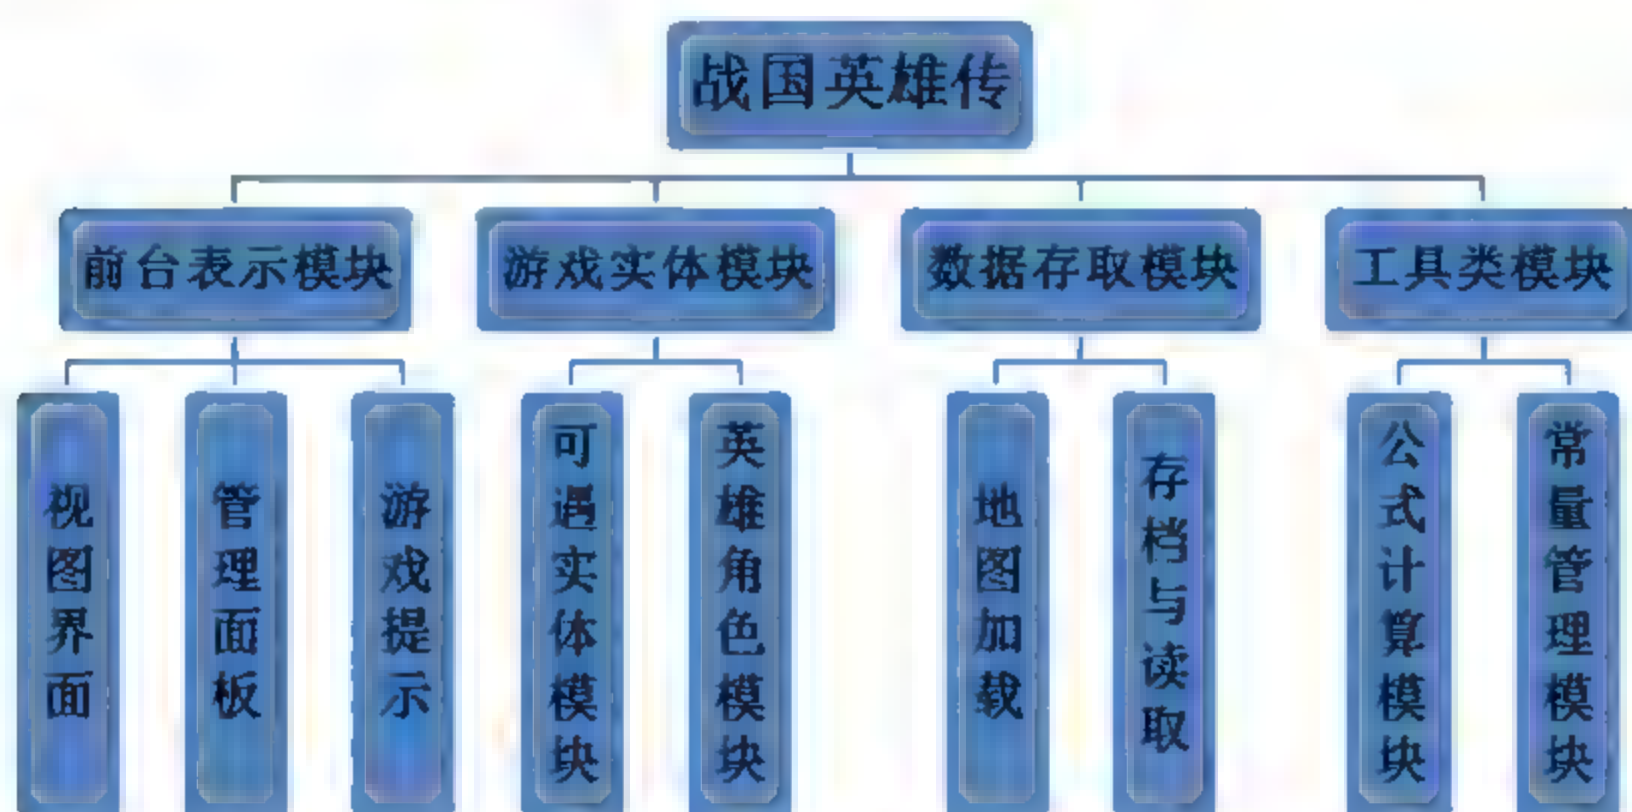 战国英雄传
前台表示模块
游戏实体模块
数据存取模块
工具类模块
视图界面
管理面板
游戏提示
可遇实体模块
英雄角色模块
地图加载
存档与读取
公式计算模块
常量管理模块